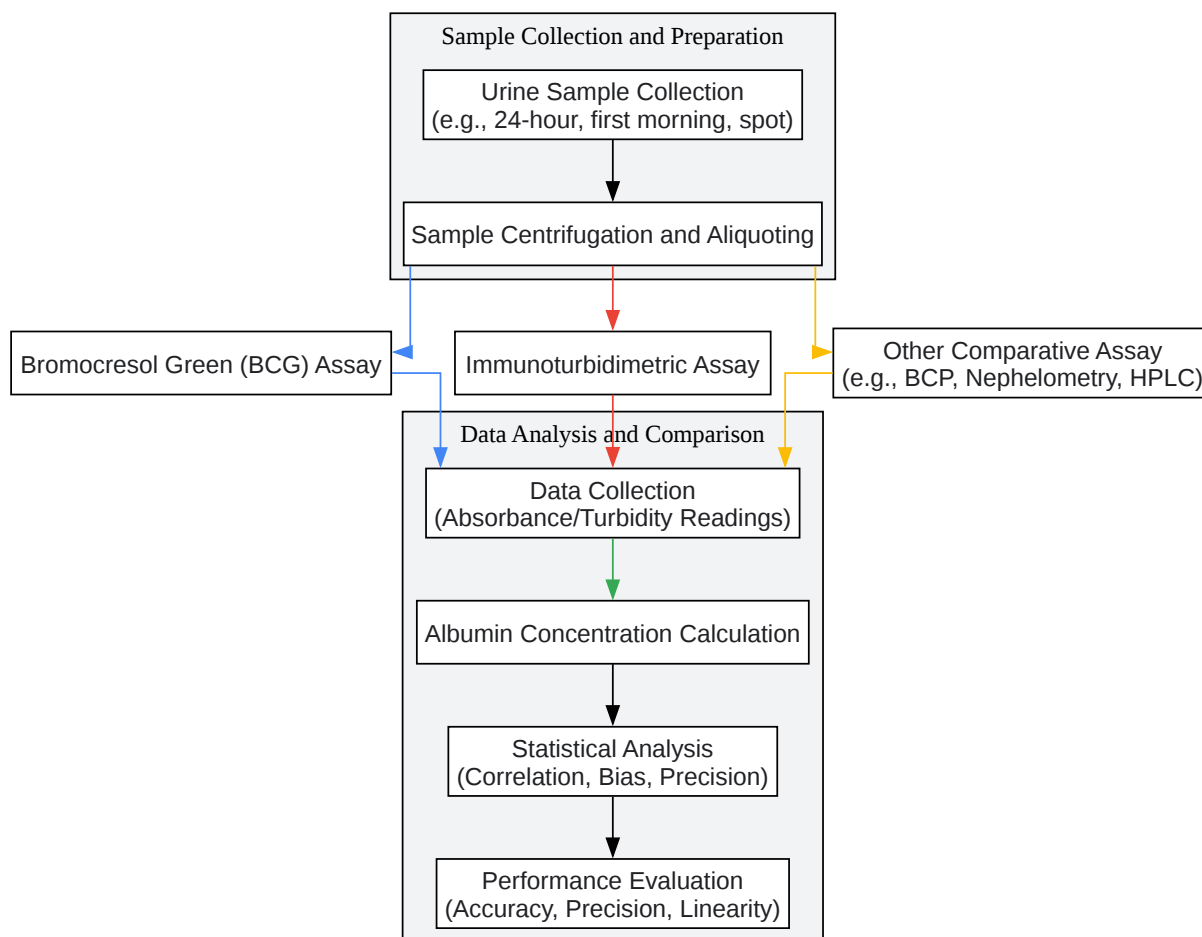 Sample Collection and Preparation
Urine Sample Collection
(e.g., 24-hour, first morning, spot)
Sample Centrifugation and Aliquoting
Bromocresol Green (BCG) Assay
Immunoturbidimetric Assay
Other Comparative Assay
(e.g., BCP, Nephelometry, HPLC)
Data Analysis and Comparison
Data Collection
(Absorbance/Turbidity Readings)
Albumin Concentration Calculation
Statistical Analysis
(Correlation, Bias, Precision)
Performance Evaluation
(Accuracy, Precision, Linearity)